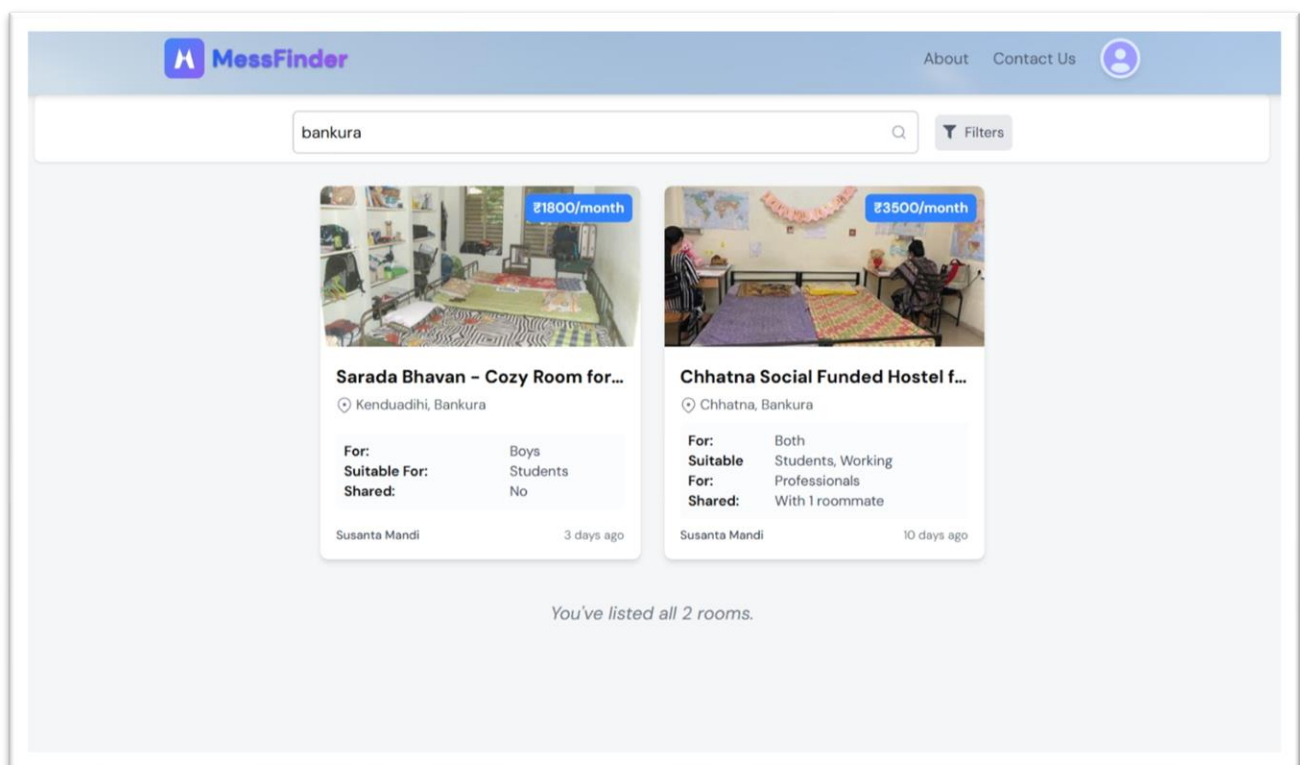 MessFinder
About
Contact Us
bankura
Filters
₹1800/month
₹3500/month
Sarada Bhavan - Cozy Room for...
Kenduadihi, Bankura
For: Boys
Suitable For: Students
Shared: No
Susanta Mandi 3 days ago
Chhatna Social Funded Hostel f...
Chhatna, Bankura
For: Both
Suitable Students, Working
For: Professionals
Shared: With 1 roommate
Susanta Mandi 10 days ago
You've listed all 2 rooms.